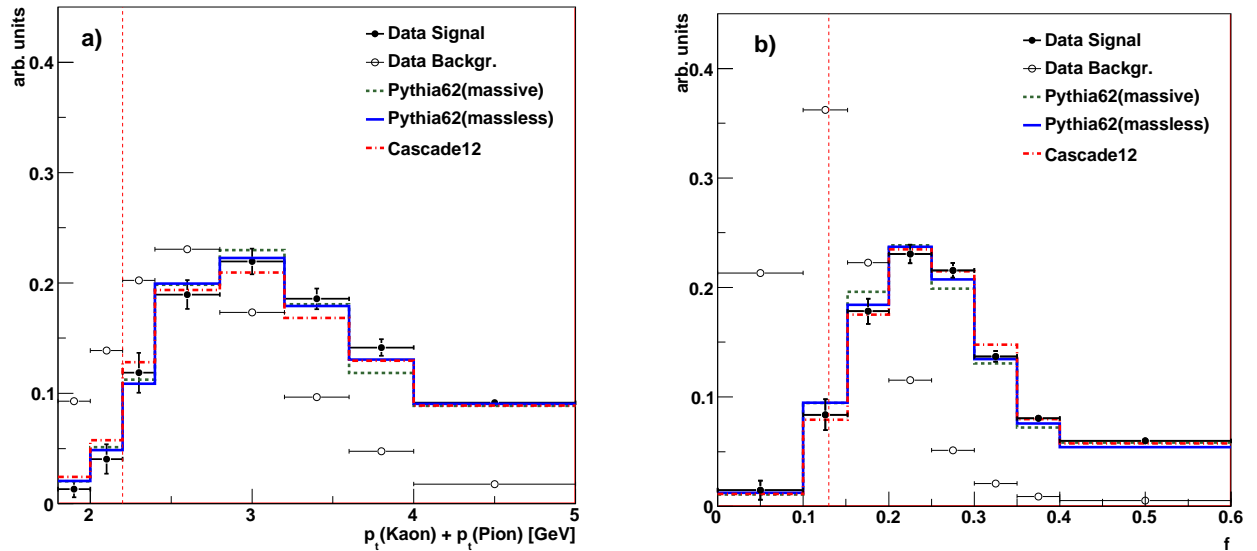 a)
arb. units
0.4
0.3
0.2
0.1
0
2 3 4 5
p_t(Kaon) + p_t(Pion) [GeV]
Data Signal
Data Backgr.
Pythia62(massive)
Pythia62(massless)
Cascade12
b)
arb. units
0.4
0.3
0.2
0.1
0
0 0.1 0.2 0.3 0.4 0.5 0.6
f
Data Signal
Data Backgr.
Pythia62(massive)
Pythia62(massless)
Cascade12